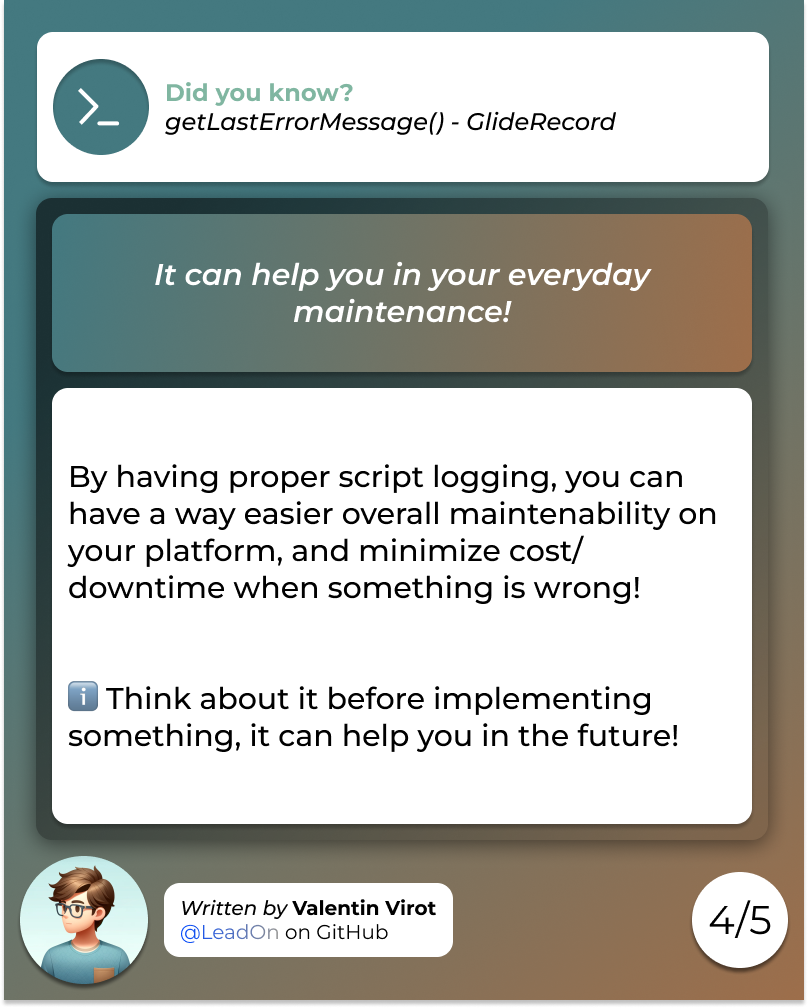 Did you know?
getLastErrorMessage() - GlideRecord
It can help you in your everyday
maintenance!
By having proper script logging, you can
have a way easier overall maintenability on
your platform, and minimize cost/
downtime when something is wrong!
ℹ️ Think about it before implementing
something, it can help you in the future!
Written by Valentin Virot
@LeadOn on GitHub
4/5